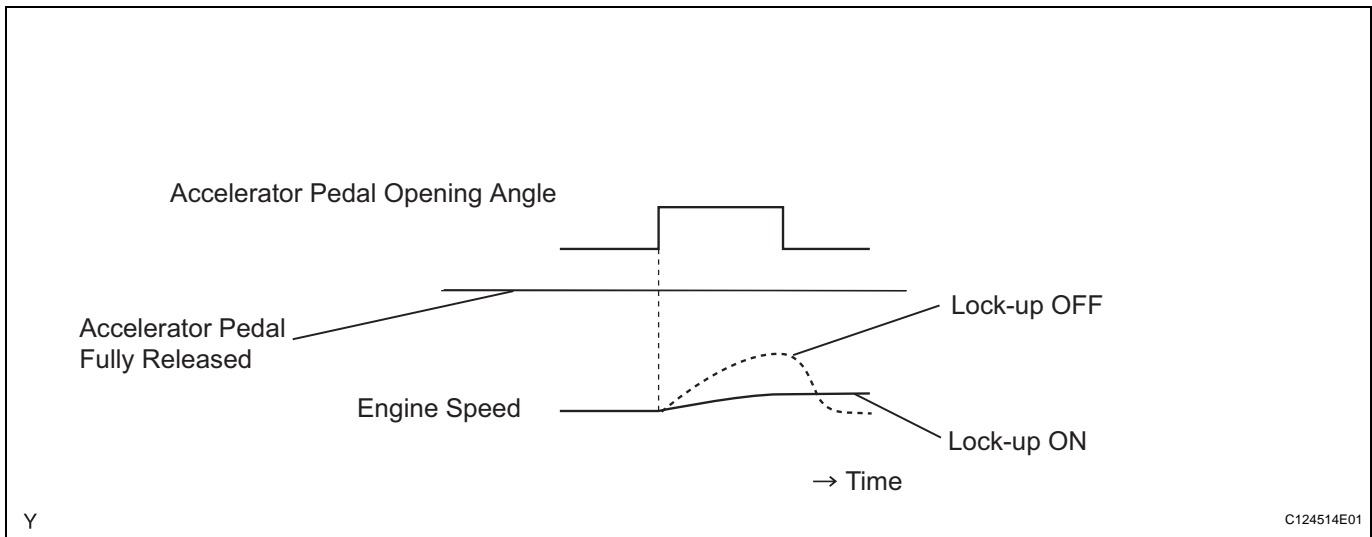 Accelerator Pedal Opening Angle
Accelerator Pedal
Fully Released
Lock-up OFF
Engine Speed
Lock-up ON
→ Time
Y
C124514E01